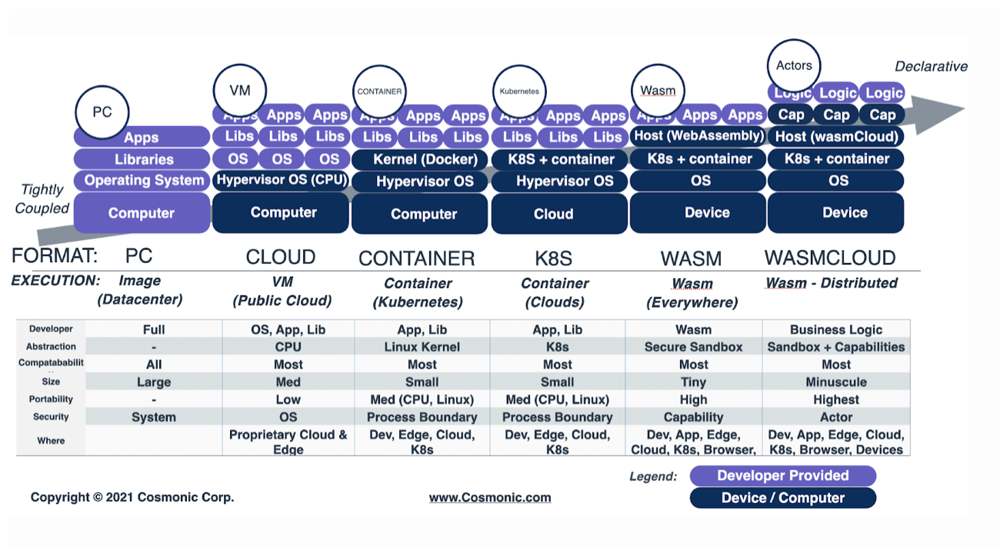 Actors
Declarative
VM
CONTAINER
Kubernetes
Wasm
PC
Logic Logic Logic
Apps Apps Apps
Apps Apps Apps
Apps Apps Apps
Apps Apps Apps
Cap Cap Cap
Apps
Libs Libs Libs
Libs Libs Libs
Libs Libs Libs
Host (WebAssembly)
Host (wasmCloud)
Libraries
OS OS OS
Kernel (Docker)
K8S + container
K8s + container
K8s + container
Tightly
Coupled
Operating System
Hypervisor OS (CPU)
Hypervisor OS
Hypervisor OS
OS
OS
Computer
Computer
Computer
Cloud
Device
Device
FORMAT: PC CLOUD CONTAINER K8S WASM WASMCLOUD
EXECUTION: Image VM Container Container Wasm Wasm - Distributed
(Datacenter) (Public Cloud) (Kubernetes) (Clouds) (Everywhere)
Developer Full OS, App, Lib App, Lib App, Lib Wasm Business Logic
Abstraction - CPU Linux Kernel K8s Secure Sandbox Sandbox + Capabilities
Compatababilit All Most Most Most Most Most
Size Large Med Small Small Tiny Minuscule
Portability - Low Med (CPU, Linux) Med (CPU, Linux) High Highest
Security System OS Process Boundary Process Boundary Capability Actor
Where Proprietary Cloud & Dev, Edge, Cloud, Dev, Edge, Cloud, Dev, App, Edge, Dev, App, Edge, Cloud,
Edge K8s K8s Cloud, K8s, Browser, K8s, Browser, Devices
Legend: Developer Provided
Device / Computer
Copyright © 2021 Cosmonic Corp. www.Cosmonic.com